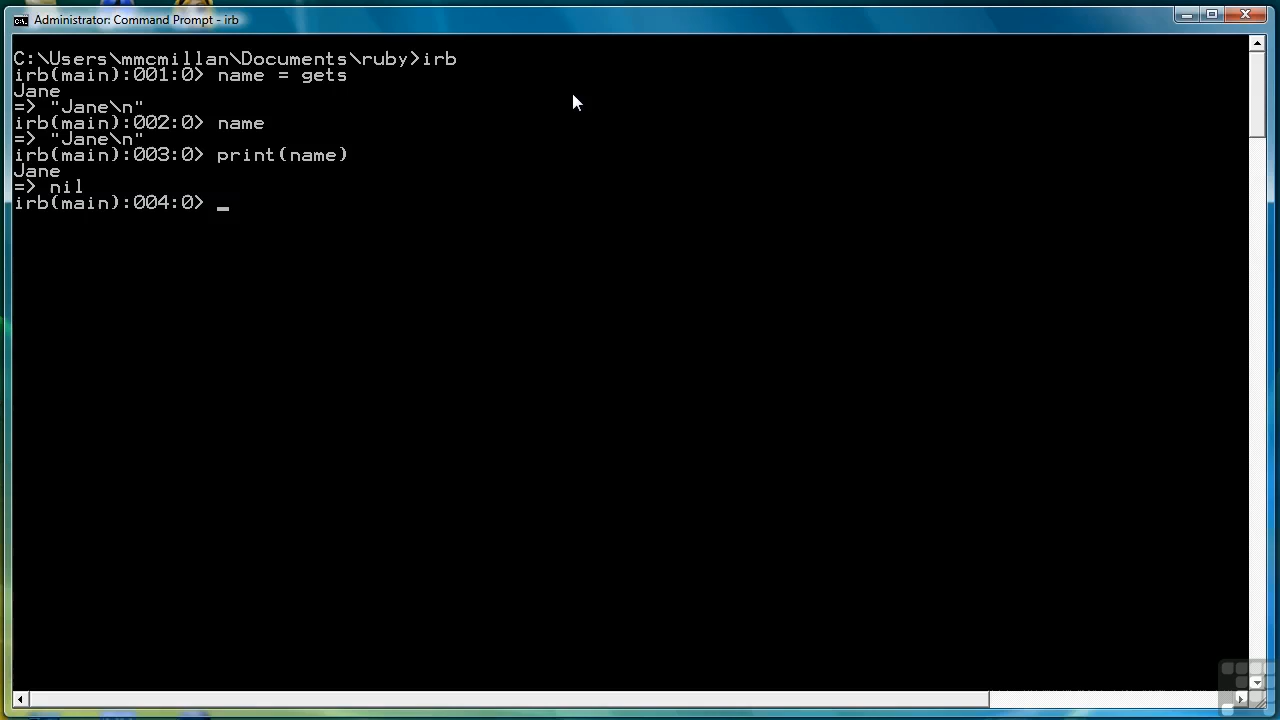 Administrator: Command Prompt - irb
C:\Users\mmcmillan\Documents\ruby>irb
irb(main):001:0> name = gets
Jane
=> "Jane\n"
irb(main):002:0> name
=> "Jane\n"
irb(main):003:0> print(name)
Jane
=> nil
irb(main):004:0> _